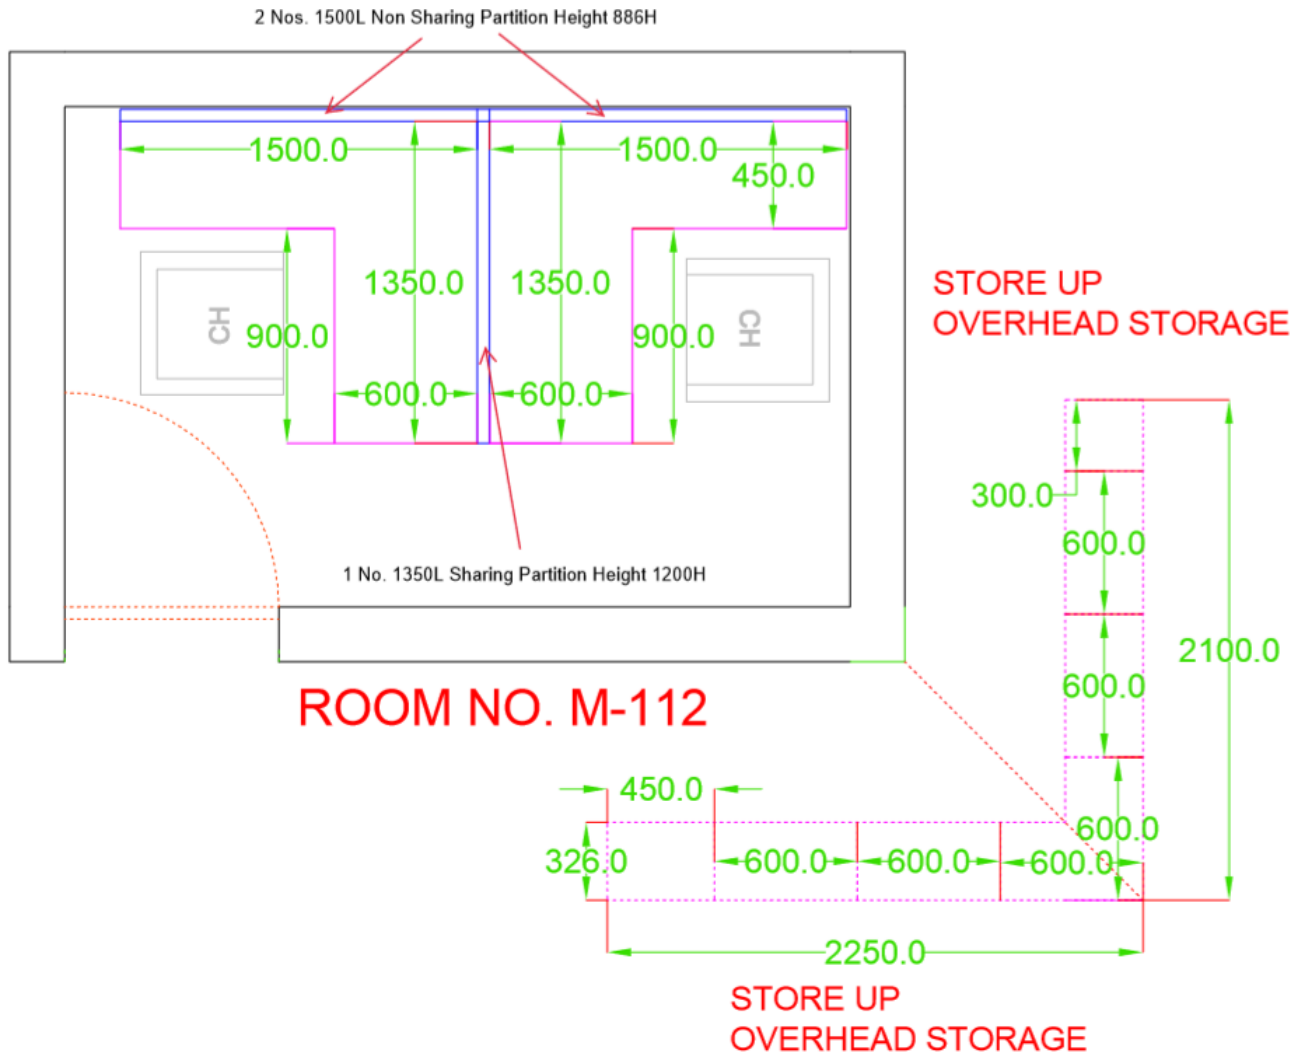 2 Nos. 1500L Non Sharing Partition Height 886H
1500.0
1500.0
450.0
1350.0
1350.0
CH
900.0
900.0
CH
600.0
600.0
1 No. 1350L Sharing Partition Height 1200H
ROOM NO. M-112
STORE UP
OVERHEAD STORAGE
300.0
600.0
600.0
2100.0
600.0
450.0
326.0
600.0
600.0
600.0
2250.0
STORE UP
OVERHEAD STORAGE